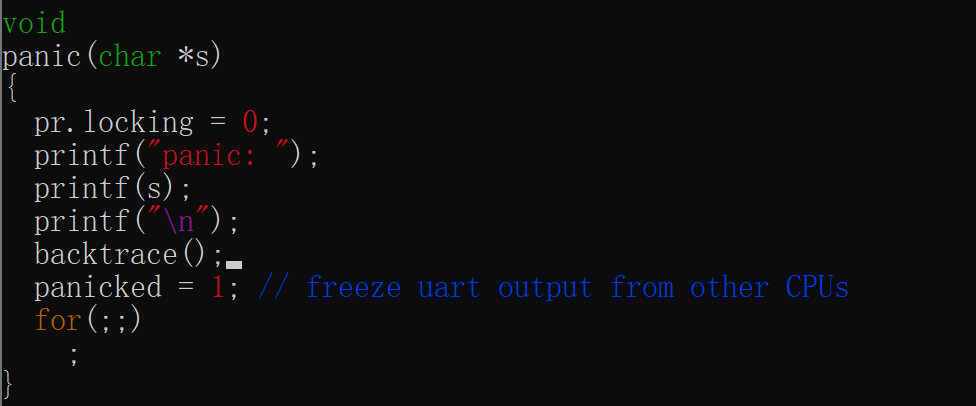 void
panic(char *s)
{
  pr.locking = 0;
  printf("panic: ");
  printf(s);
  printf("\n");
  backtrace();
  panicked = 1; // freeze uart output from other CPUs
  for(;;)
    ;
}